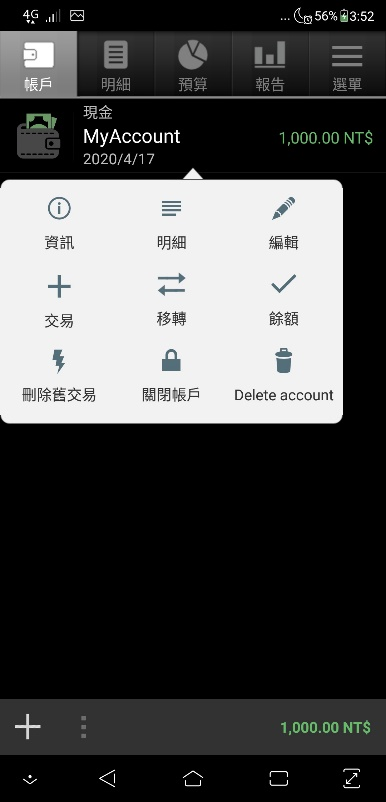 4G ... 56% 3:52
帳戶 明細 預算 報告 選單
現金
MyAccount 1,000.00 NT$
2020/4/17
資訊 明細 編輯
交易 移轉 餘額
刪除舊交易 關閉帳戶 Delete account
1,000.00 NT$